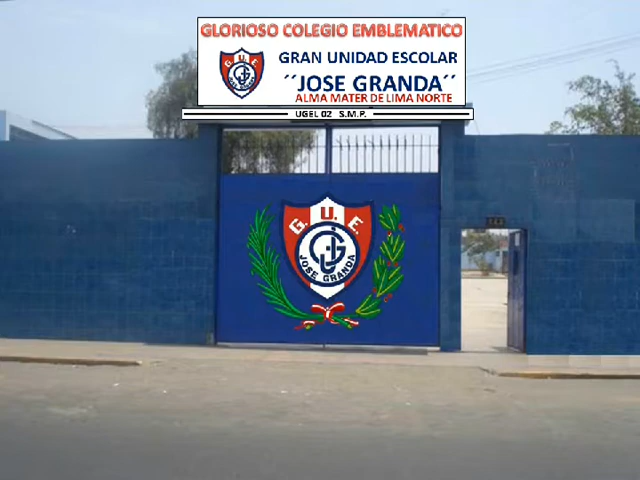 GLORIOSO COLEGIO EMBLEMATICO
G.U.E.
GRAN UNIDAD ESCOLAR
´´JOSE GRANDA´´
ALMA MATER DE LIMA NORTE
UGEL 02 S.M.P.
G. U. E.
JOSE GRANDA